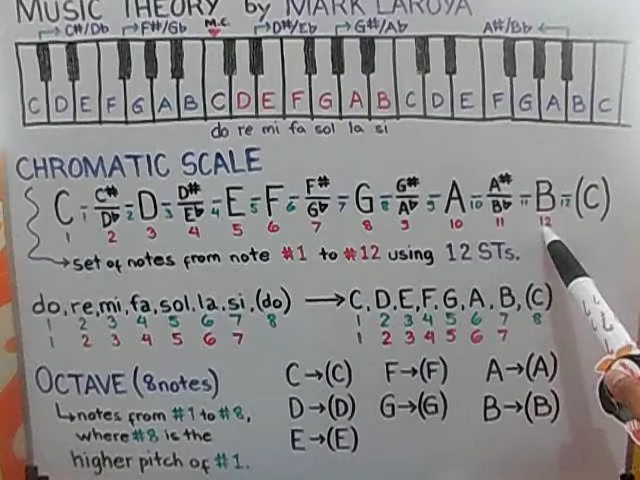 MUSIC THEORY by MARK LAROYA
C#/Db F#/Gb M.C. D#/Eb G#/Ab A#/Bb
C D E F G A B C D E F G A B C D E F G A B C
do re mi fa sol la si
CHROMATIC SCALE
C = C#/Db = D = D#/Eb = E = F = F#/Gb = G = G#/Ab = A = A#/Bb = B = (C)
1 2 3 4 5 6 7 8 9 10 11 12
1 2 3 4 5 6 7 8 9 10 11 12
→ set of notes from note #1 to #12 using 12 STs.
do, re, mi, fa, sol, la, si, (do) → C, D, E, F, G, A, B, (C)
1 2 3 4 5 6 7 8 1 2 3 4 5 6 7 8
1 2 3 4 5 6 7 1 2 3 4 5 6 7
OCTAVE (8 notes)
↳ notes from #1 to #8,
where #8 is the
higher pitch of #1.
C→(C) F→(F) A→(A)
D→(D) G→(G) B→(B)
E→(E)